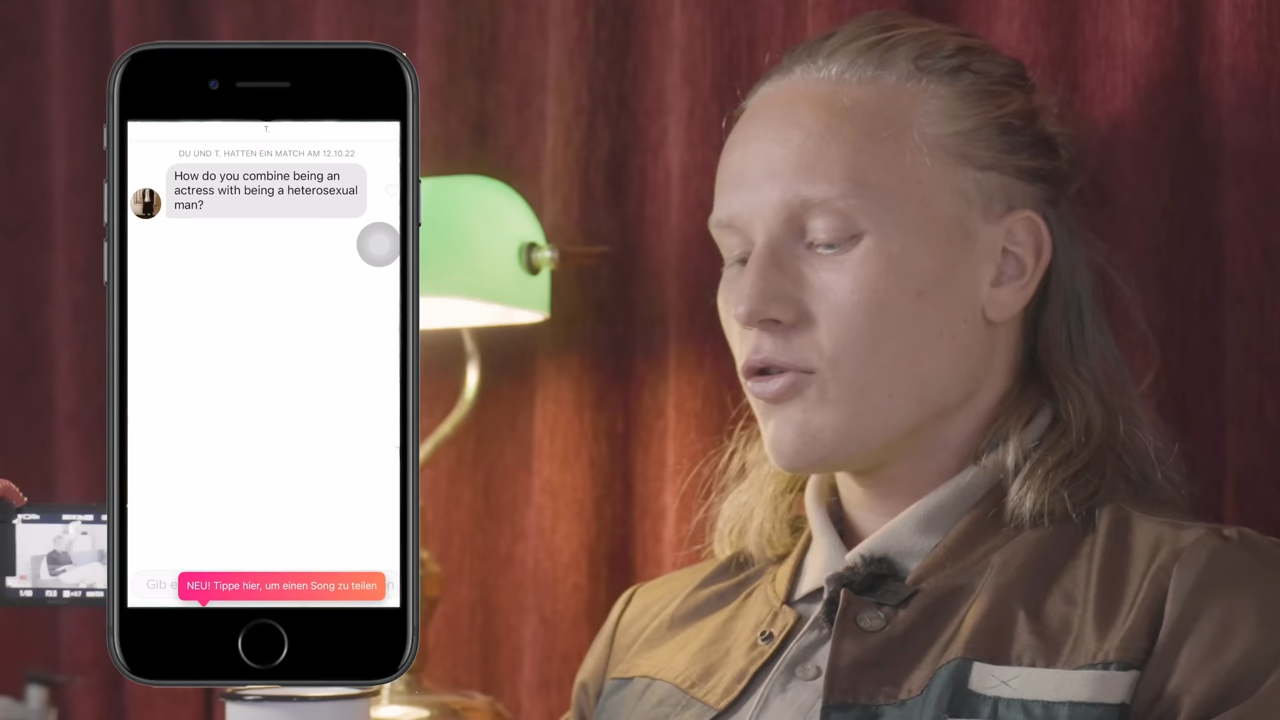 T.
DU UND T. HATTEN EIN MATCH AM 12.10.22
How do you combine being an
actress with being a heterosexual
man?
Gib e
NEU! Tippe hier, um einen Song zu teilen
n